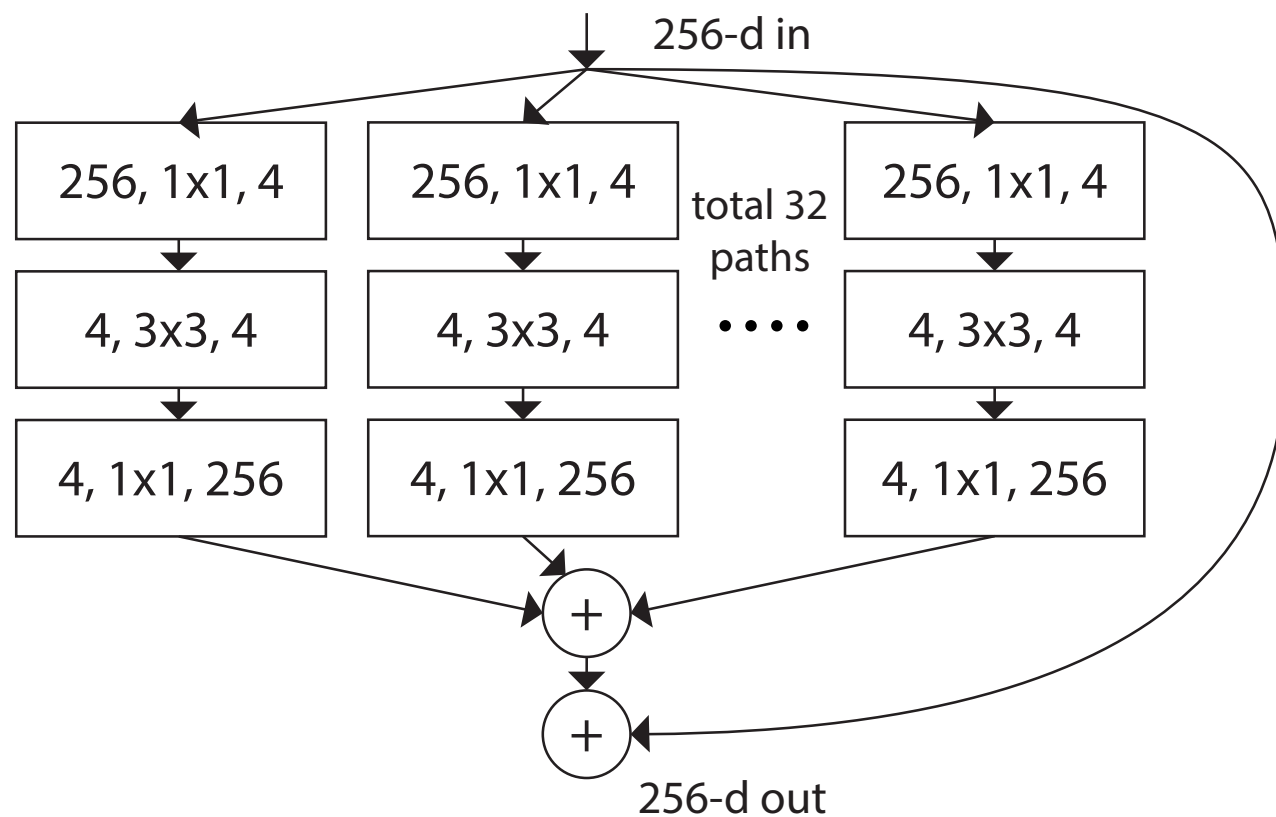 256-d in
256, 1x1, 4
256, 1x1, 4
total 32
paths
256, 1x1, 4
4, 3x3, 4
4, 3x3, 4
4, 3x3, 4
4, 1x1, 256
4, 1x1, 256
4, 1x1, 256
+
+
256-d out